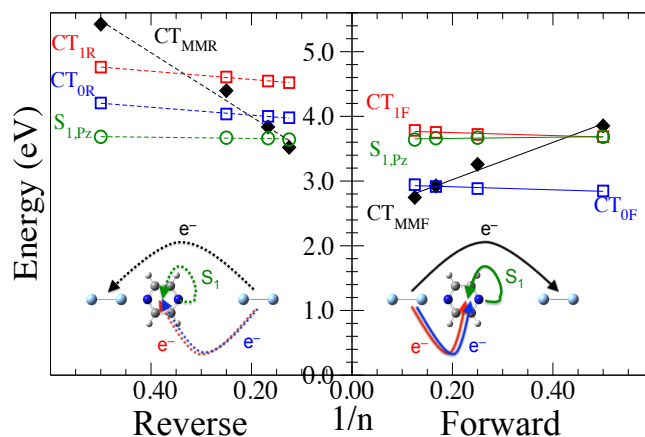 Energy (eV)
5.0
4.0
3.0
2.0
1.0
0.0
CT1R
CT0R
S1,Pz
CTMMR
CT1F
S1,Pz
CTMMF
CT0F
e−
S1
e−
e−
e−
S1
e−
e−
0.40
0.20
0.00
0.20
0.40
Reverse
1/n
Forward